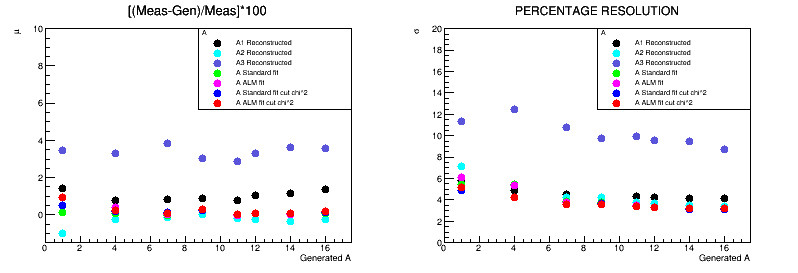 [(Meas-Gen)/Meas]*100
μ
10
8
6
4
2
0
A
A1 Reconstructed
A2 Reconstructed
A3 Reconstructed
A Standard fit
A ALM fit
A Standard fit cut chi^2
A ALM fit cut chi^2
0 2 4 6 8 10 12 14 16
Generated A
PERCENTAGE RESOLUTION
σ
20
18
16
14
12
10
8
6
4
2
0
A
A1 Reconstructed
A2 Reconstructed
A3 Reconstructed
A Standard fit
A ALM fit
A Standard fit cut chi^2
A ALM fit cut chi^2
0 2 4 6 8 10 12 14 16
Generated A